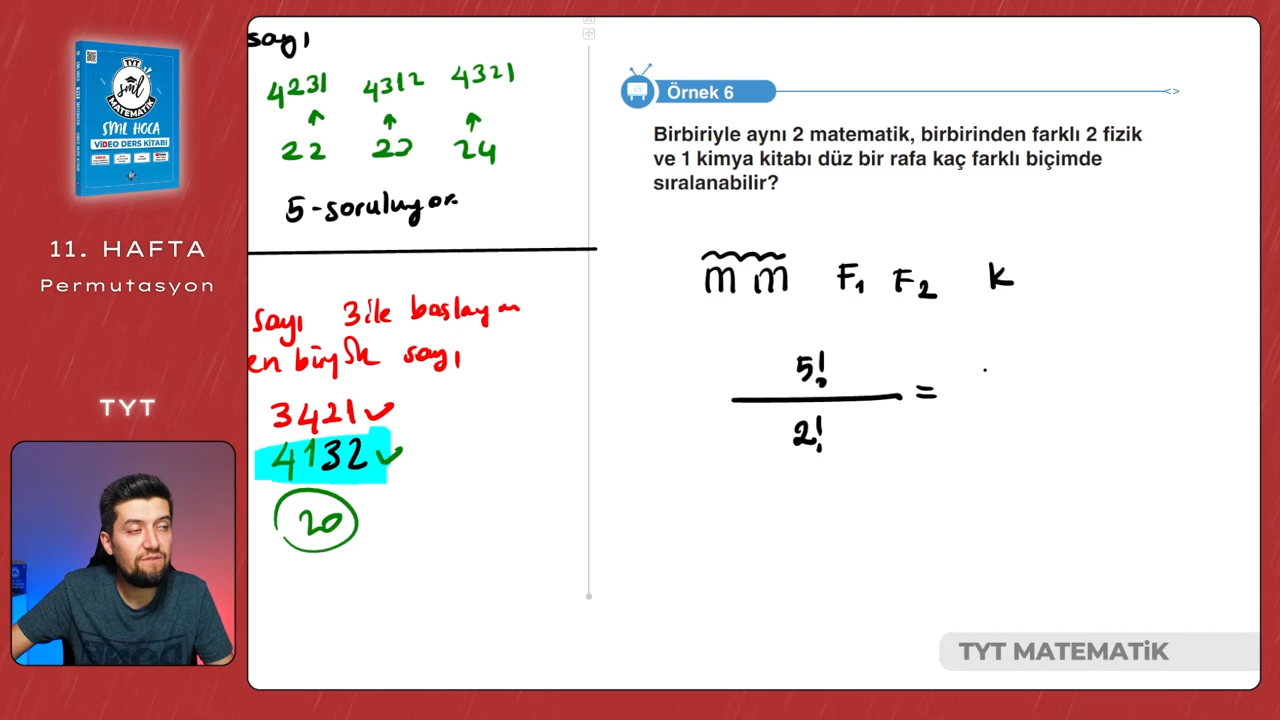 TYT
sml
MATEMATİK
SML HOCA
VİDEO DERS KİTABI
11. HAFTA
Permutasyon
TYT
sayı
4231 4312 4321
22 23 24
5-soruluyor
sayı 3 ile başlayan
en büyük sayı
3421
4132
20
Örnek 6
Birbiriyle aynı 2 matematik, birbirinden farklı 2 fizik
ve 1 kimya kitabı düz bir rafa kaç farklı biçimde
sıralanabilir?
m m F1 F2 K
5!
=
2!
TYT MATEMATİK